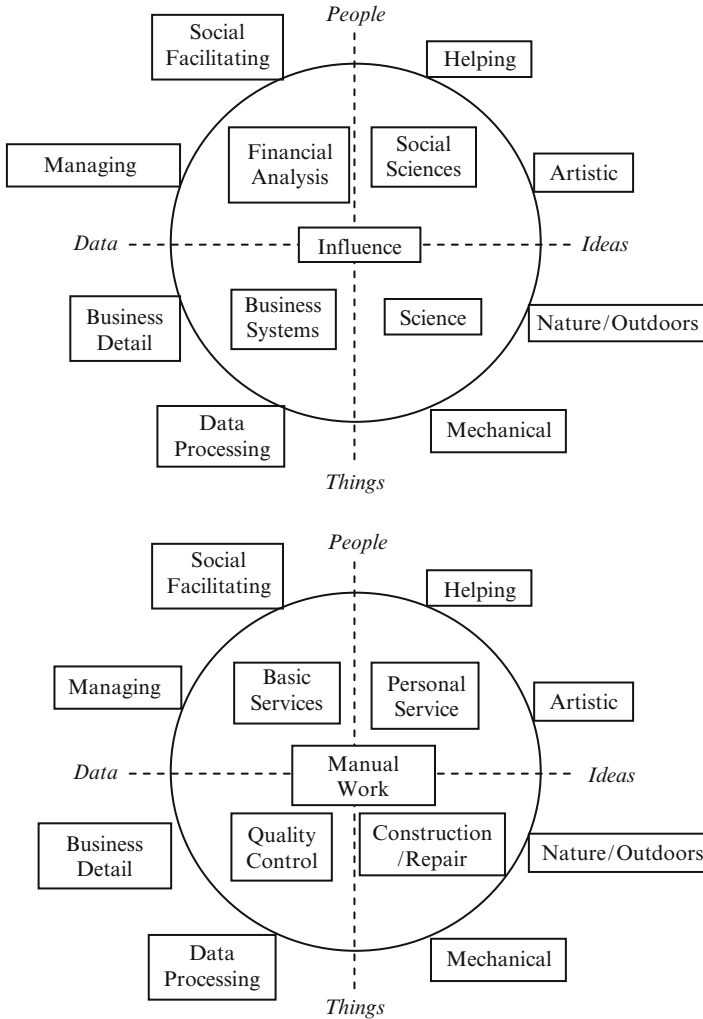 People
Social
Facilitating
Helping
Financial
Analysis
Social
Sciences
Managing
Artistic
Data
Influence
Ideas
Business
Detail
Business
Systems
Science
Nature/Outdoors
Data
Processing
Mechanical
Things
People
Social
Facilitating
Helping
Basic
Services
Personal
Service
Managing
Artistic
Data
Manual
Work
Ideas
Business
Detail
Quality
Control
Construction
/Repair
Nature/Outdoors
Data
Processing
Mechanical
Things